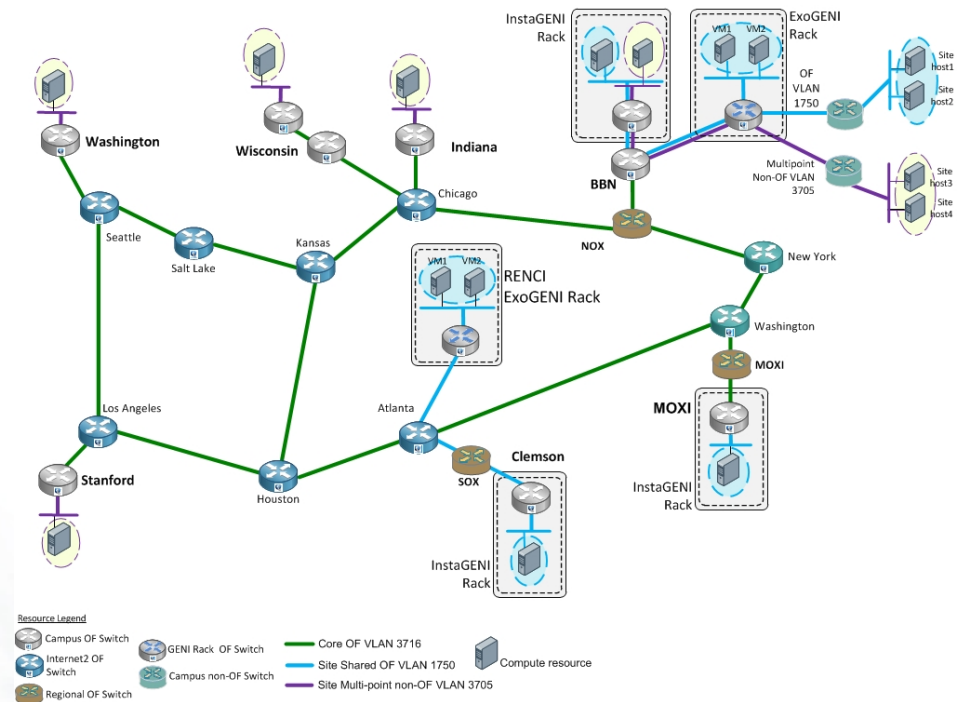 InstaGENI
Rack
ExoGENI
Rack
VM1
VM2
OF
VLAN
1750
Site
host1
Site
host2
Washington
Wisconsin
Indiana
BBN
Multipoint
Non-OF VLAN
3705
Site
host3
Site
host4
Chicago
Seattle
Salt Lake
Kansas
NOX
New York
VM1
VM2
RENCI
ExoGENI Rack
Washington
MOXI
Los Angeles
Atlanta
MOXI
Stanford
Houston
SOX
Clemson
InstaGENI
Rack
InstaGENI
Rack
Resource Legend
Campus OF Switch
Internet2 OF
Switch
Regional OF Switch
GENI Rack OF Switch
Campus non-OF Switch
Core OF VLAN 3716
Site Shared OF VLAN 1750
Site Multi-point non-OF VLAN 3705
Compute resource